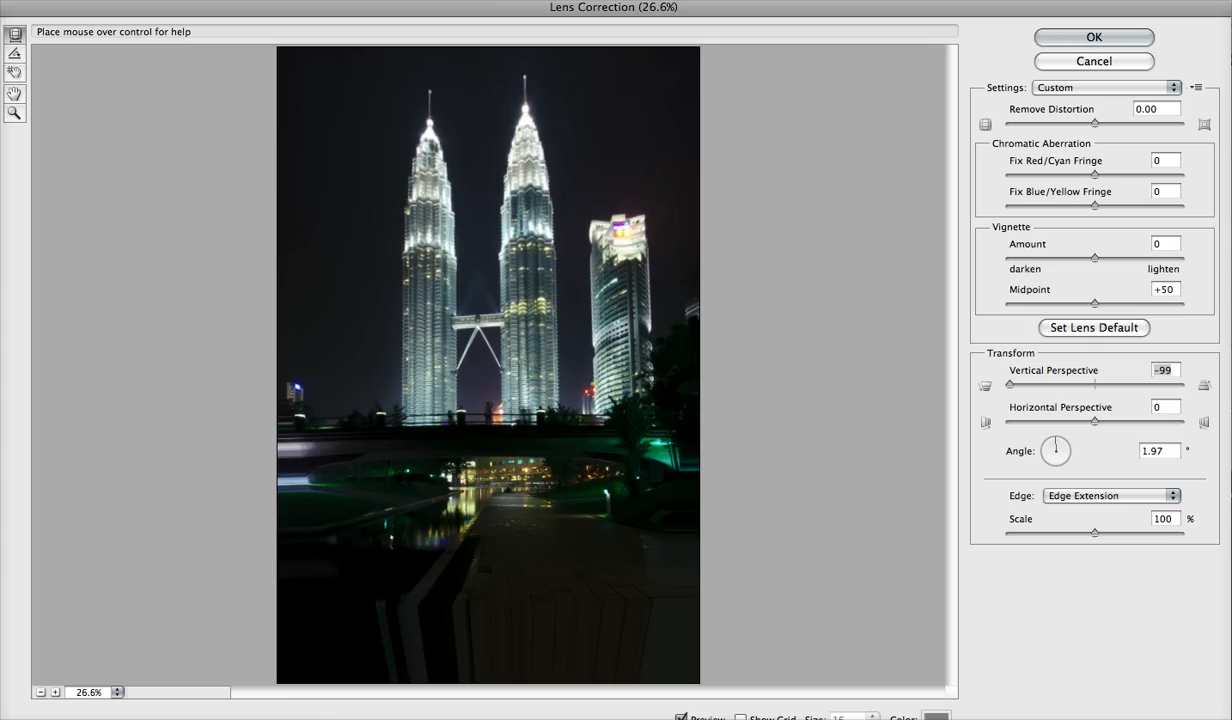 Lens Correction (26.6%)
Place mouse over control for help
OK
Cancel
Settings: Custom
Remove Distortion 0.00
Chromatic Aberration
Fix Red/Cyan Fringe 0
Fix Blue/Yellow Fringe 0
Vignette
Amount 0
darken lighten
Midpoint +50
Set Lens Default
Transform
Vertical Perspective -99
Horizontal Perspective 0
Angle: 1.97 °
Edge: Edge Extension
Scale 100 %
26.6%
Preview Show Grid Size: 16 Color: